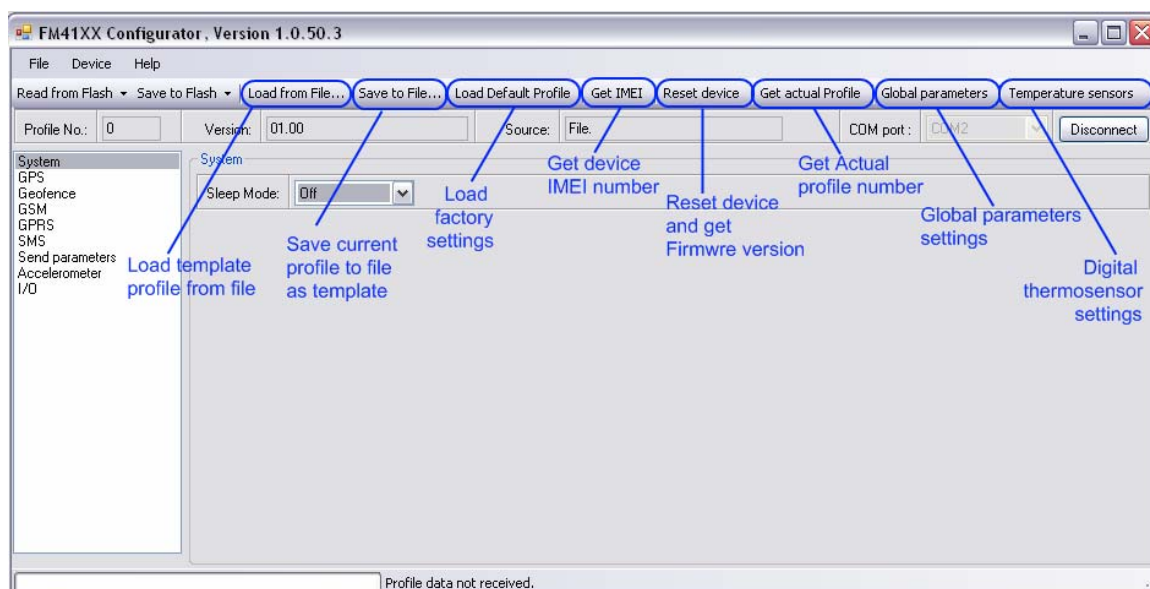 FM41XX Configurator, Version 1.0.50.3
File Device Help
Read from Flash Save to Flash Load from File... Save to File... Load Default Profile Get IMEI Reset device Get actual Profile Global parameters Temperature sensors
Profile No.: 0 Version: 01.00 Source: File. COM port: COM2 Disconnect
System
GPS
Geofence
GSM
GPRS
SMS
Send parameters
Accelerometer
I/O
System
Sleep Mode: Off
Load template
profile from file
Save current
profile to file
as template
Load
factory
settings
Get device
IMEI number
Reset device
and get
Firmwre version
Get Actual
profile number
Global parameters
settings
Digital
thermosensor
settings
Profile data not received.